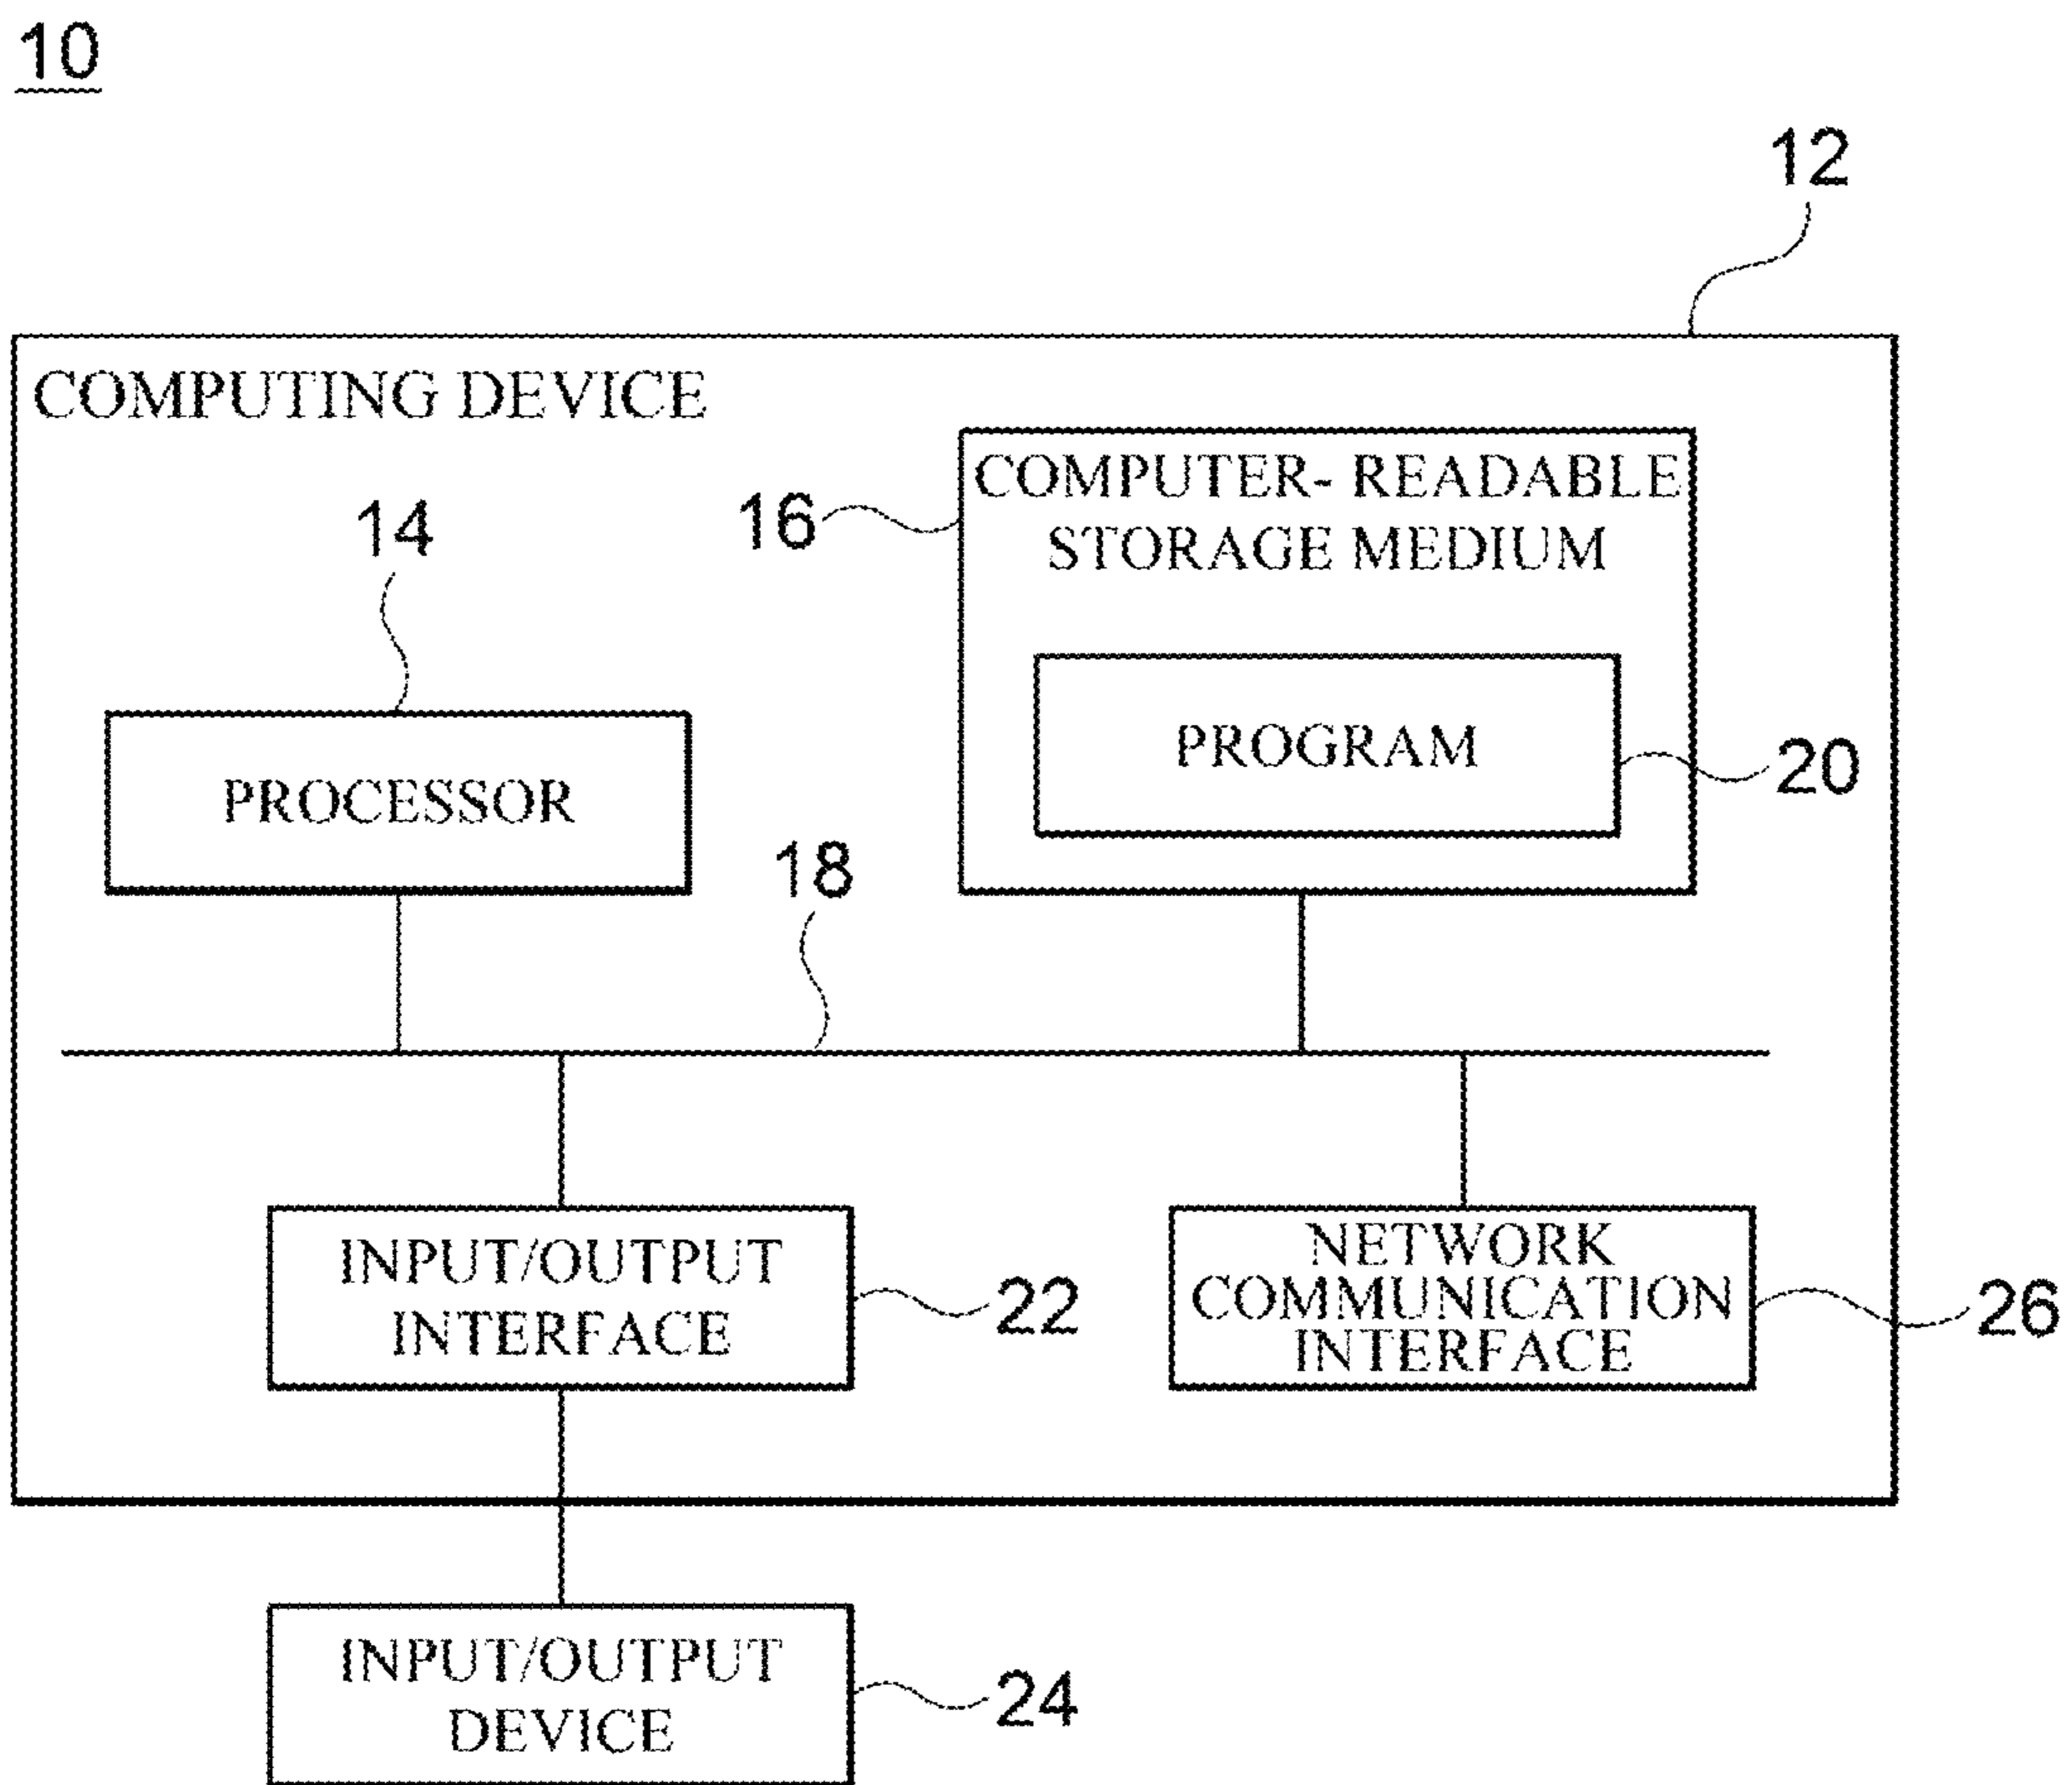 10
12
COMPUTING DEVICE
COMPUTER- READABLE
STORAGE MEDIUM
16
14
PROGRAM
20
PROCESSOR
18
INPUT/OUTPUT
INTERFACE
22
NETWORK
COMMUNICATION
INTERFACE
26
INPUT/OUTPUT
DEVICE
24